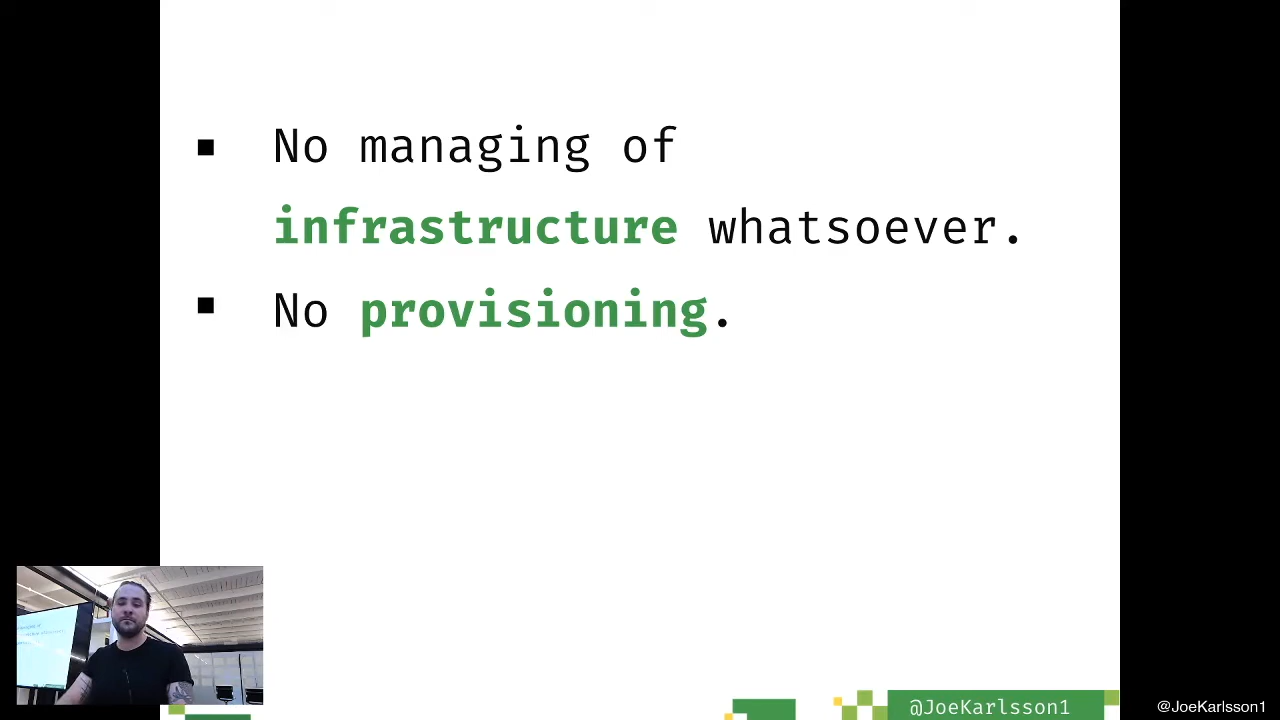 No managing of
infrastructure whatsoever.
No provisioning.
@JoeKarlsson1
@JoeKarlsson1